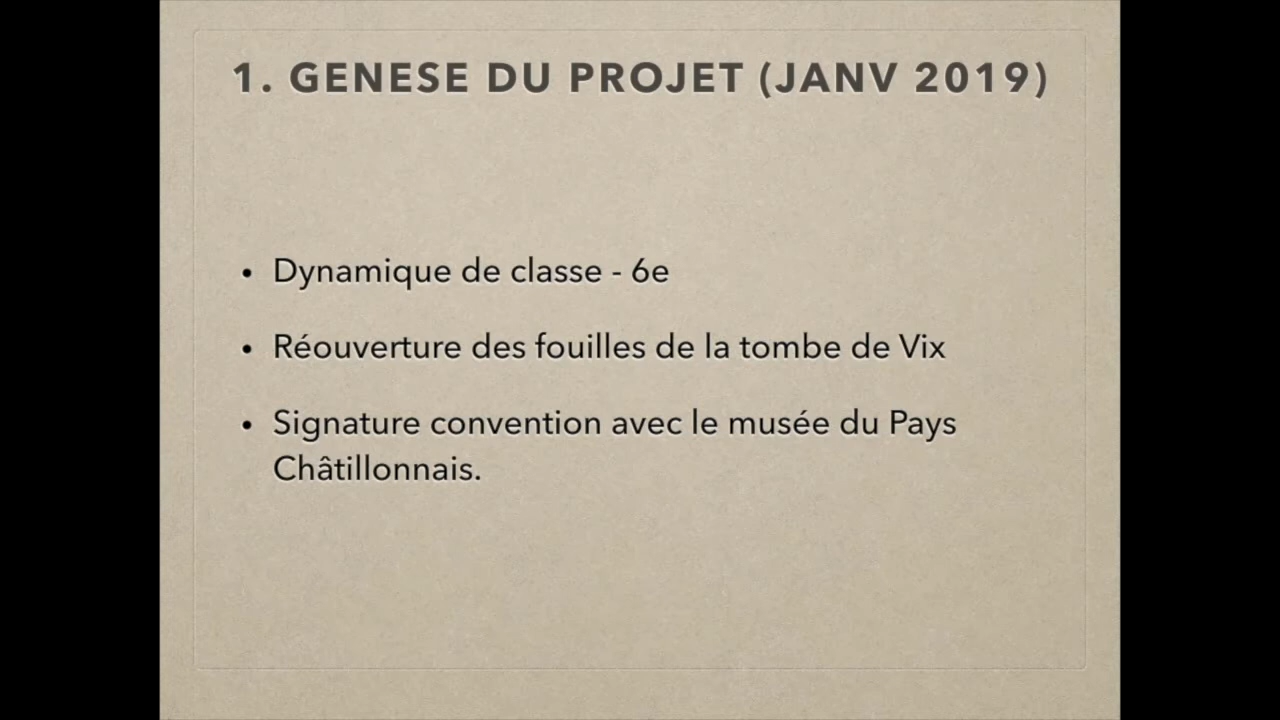 1. GENESE DU PROJET (JANV 2019)
• Dynamique de classe - 6e
• Réouverture des fouilles de la tombe de Vix
• Signature convention avec le musée du Pays
Châtillonnais.